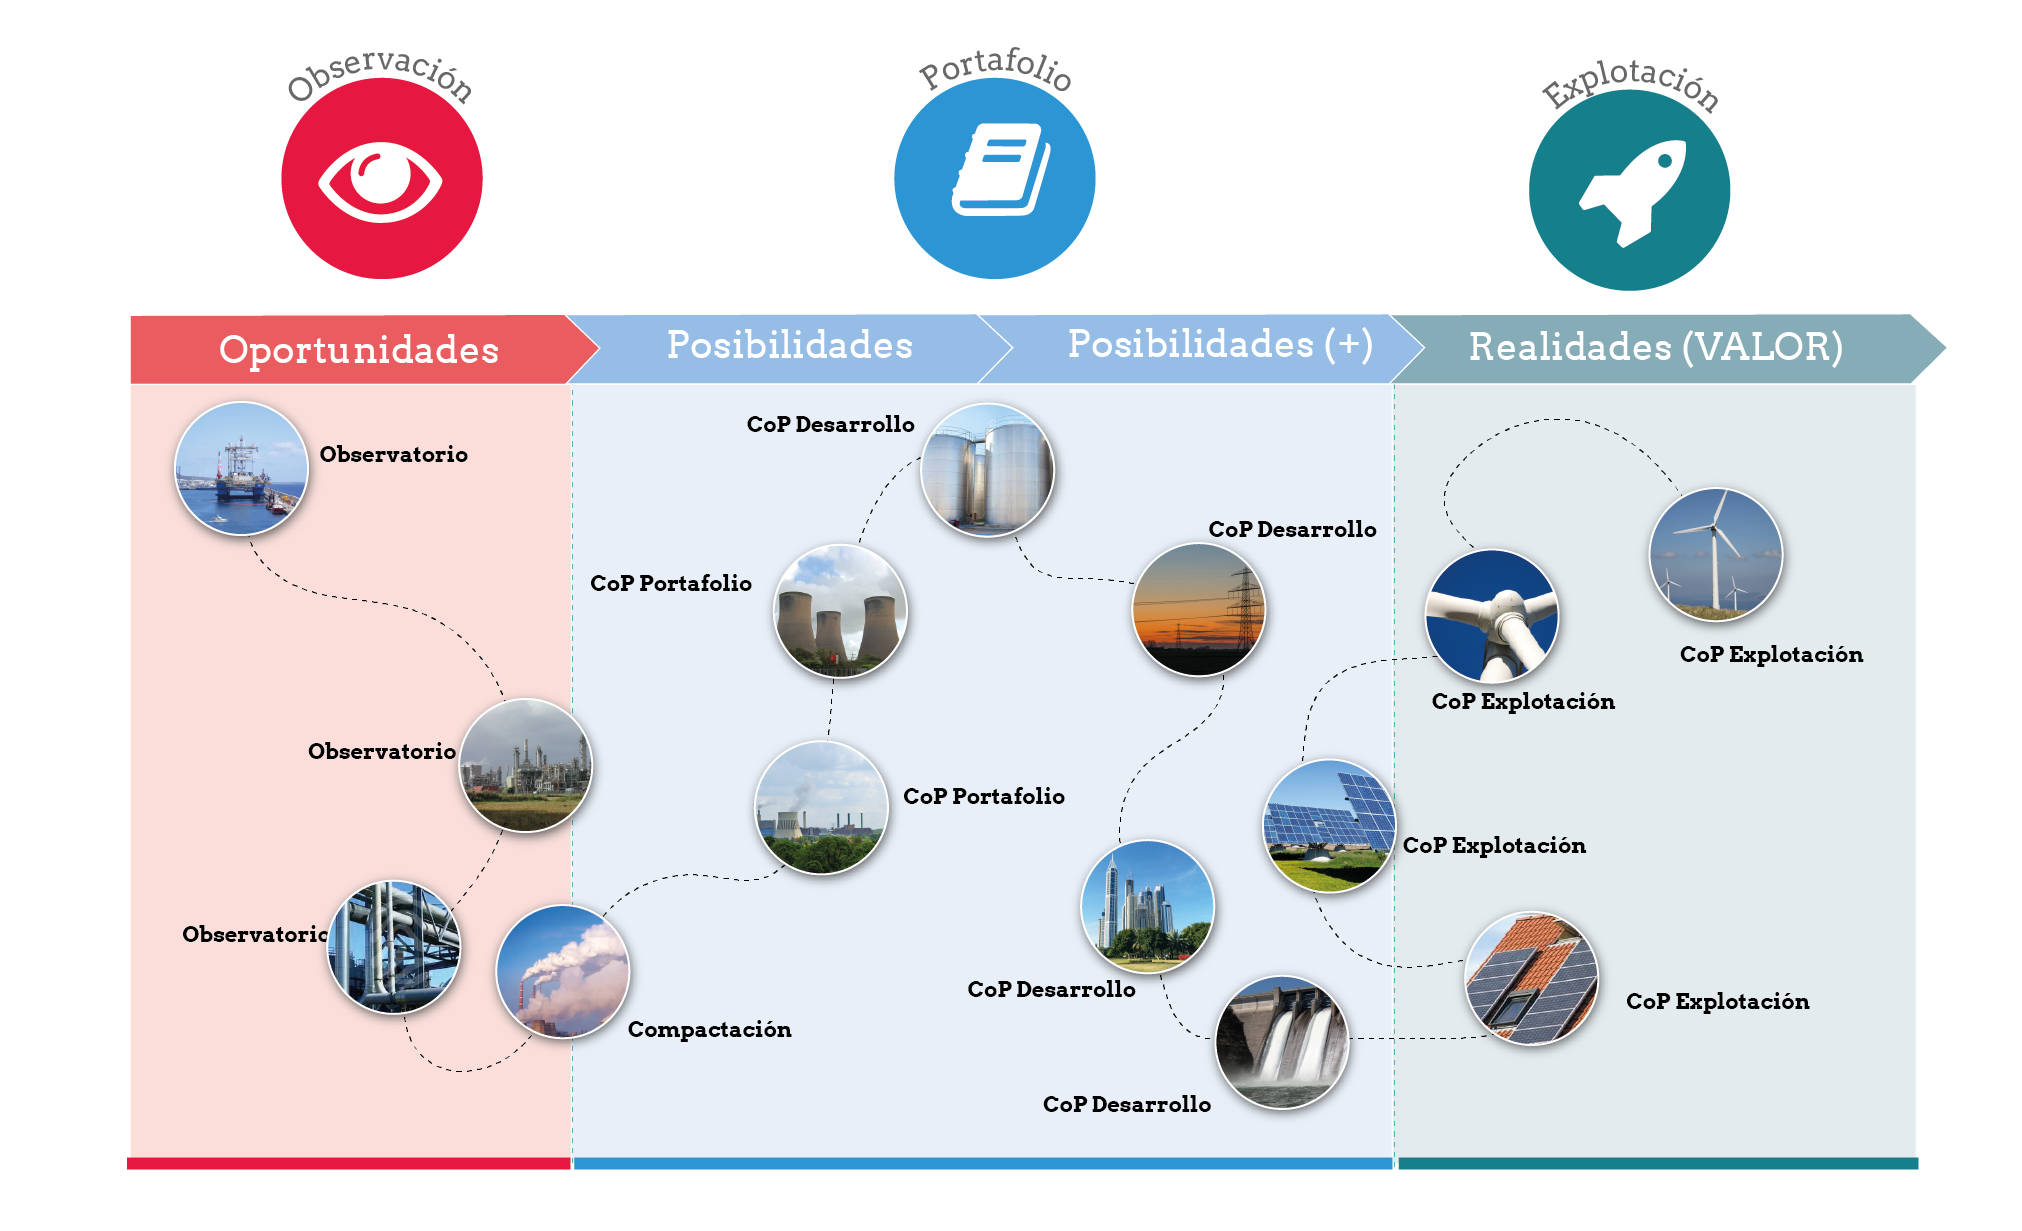 Observación
Portafolio
Explotación
Oportunidades
Posibilidades
Posibilidades (+)
Realidades (VALOR)
Observatorio
CoP Desarrollo
CoP Desarrollo
CoP Portafolio
CoP Explotación
CoP Explotación
Observatorio
CoP Portafolio
CoP Explotación
Observatorio
CoP Desarrollo
CoP Explotación
Compactación
CoP Desarrollo